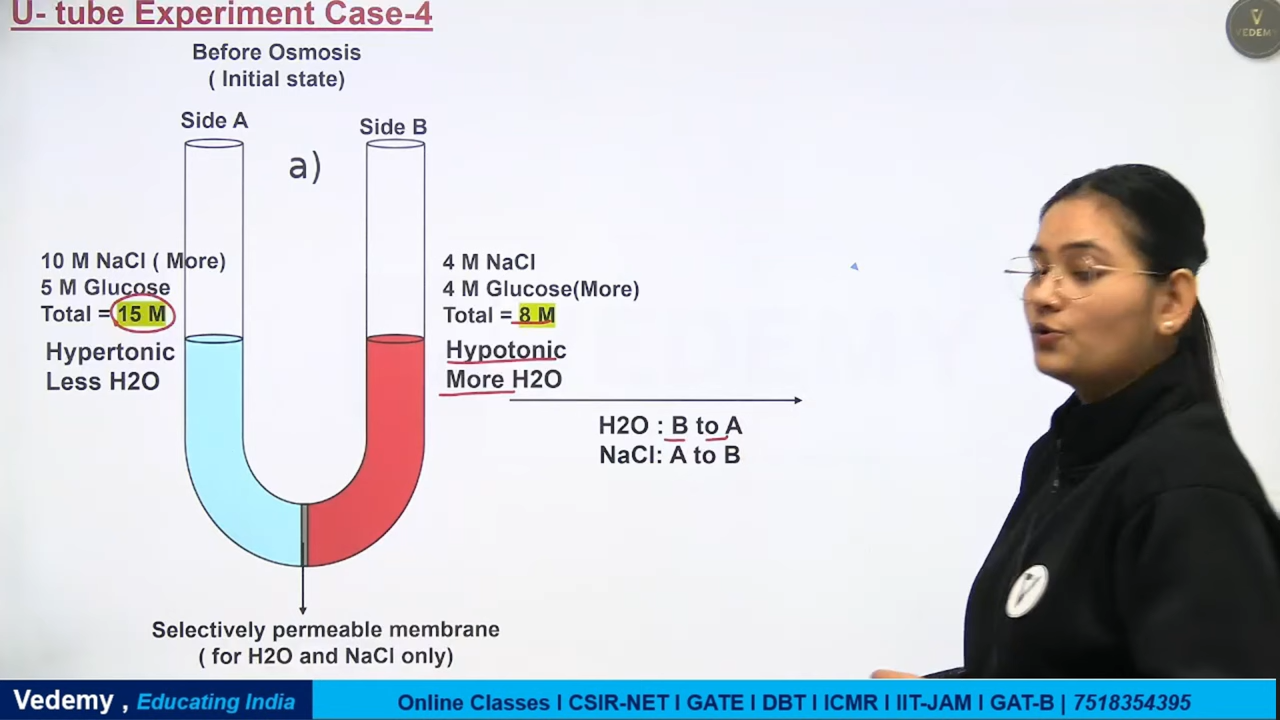 U- tube Experiment Case-4
Before Osmosis
( Initial state)
Side A
Side B
a)
10 M NaCl ( More)
5 M Glucose
Total = 15 M
Hypertonic
Less H2O
4 M NaCl
4 M Glucose(More)
Total = 8 M
Hypotonic
More H2O
H2O : B to A
NaCl: A to B
Selectively permeable membrane
( for H2O and NaCl only)
V
VEDEMY
Vedemy , Educating India
Online Classes I CSIR-NET I GATE I DBT I ICMR I IIT-JAM I GAT-B | 7518354395